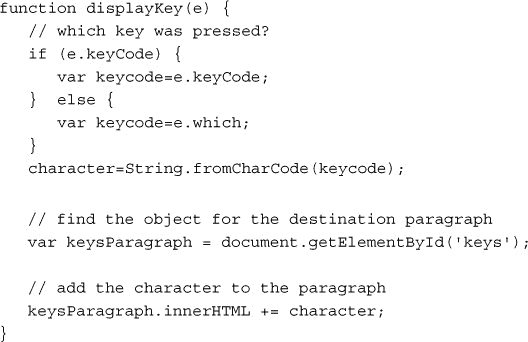 function displayKey(e) {
   // which key was pressed?
   if (e.keyCode) {
      var keycode=e.keyCode;
   }  else {
      var keycode=e.which;
   }
   character=String.fromCharCode(keycode);

   // find the object for the destination paragraph
   var keysParagraph = document.getElementById('keys');

   // add the character to the paragraph
   keysParagraph.innerHTML += character;
}